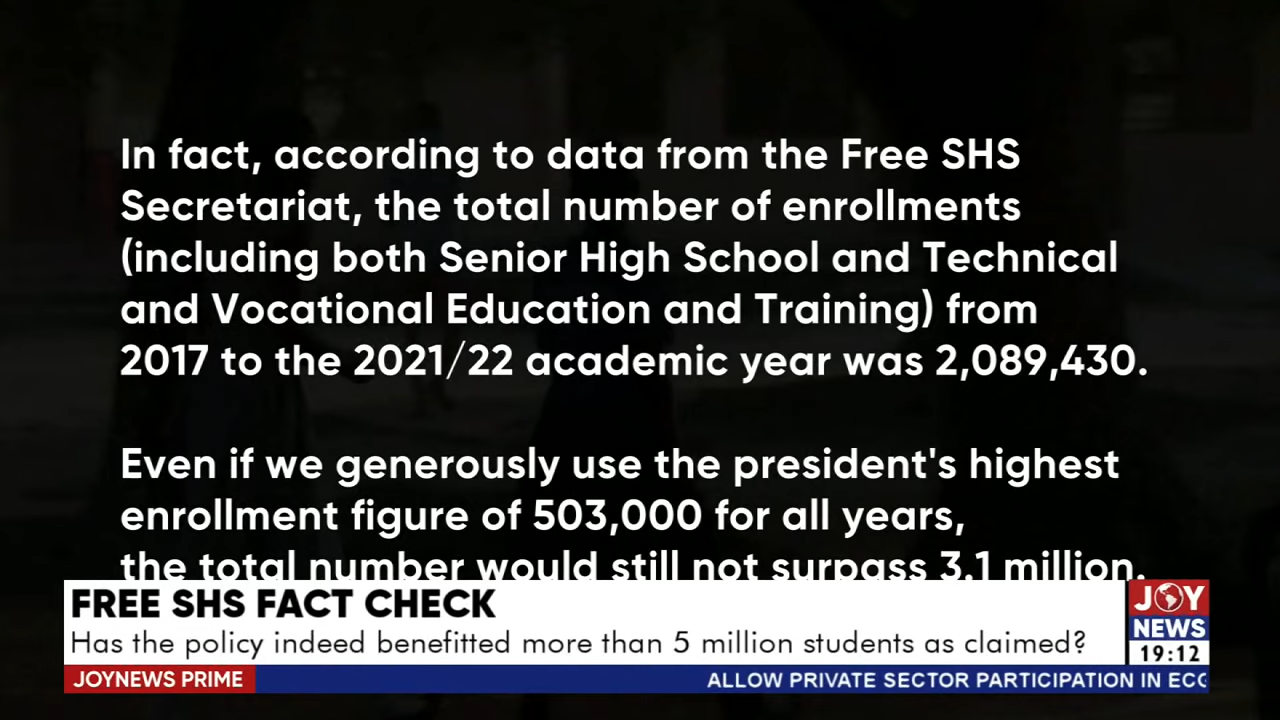 In fact, according to data from the Free SHS
Secretariat, the total number of enrollments
(including both Senior High School and Technical
and Vocational Education and Training) from
2017 to the 2021/22 academic year was 2,089,430.
Even if we generously use the president's highest
enrollment figure of 503,000 for all years,
the total number would still not surpass 3.1 million.
FREE SHS FACT CHECK
Has the policy indeed benefitted more than 5 million students as claimed?
JOY
NEWS
19:12
JOYNEWS PRIME
ALLOW PRIVATE SECTOR PARTICIPATION IN